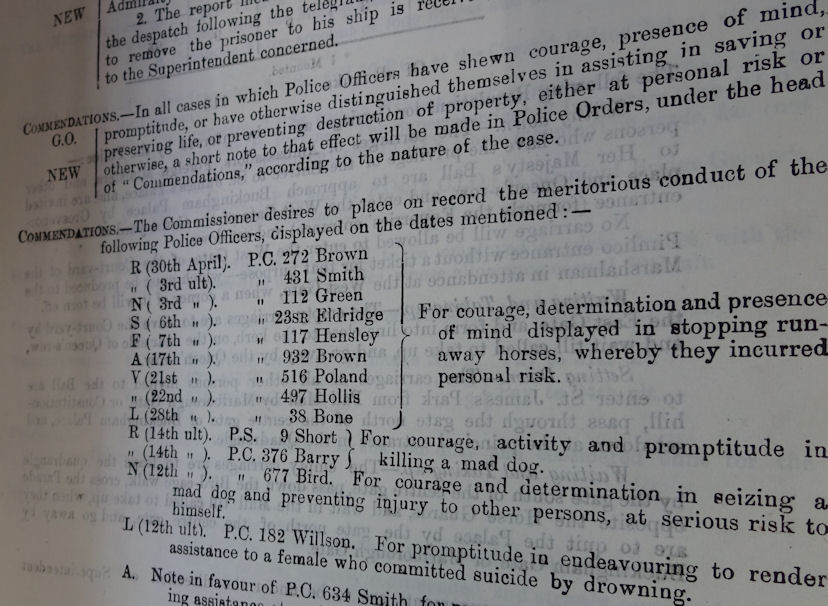 NEW
2. The report
the despatch following the
to remove the prisoner to his ship is
to the Superintendent concerned.
COMMENDATIONS.—In all cases in which Police Officers have shewn courage, presence of mind,
G.O. promptitude, or have otherwise distinguished themselves in assisting in saving or
preserving life, or preventing destruction of property, either at personal risk or
NEW otherwise, a short note to that effect will be made in Police Orders, under the head
of "Commendations," according to the nature of the case.
COMMENDATIONS.—The Commissioner desires to place on record the meritorious conduct of the
following Police Officers, displayed on the dates mentioned:—
R (30th April). P.C. 272 Brown
" ( 3rd ult). " 431 Smith
N ( 3rd " ). " 112 Green
S ( 6th " ). " 23SR Eldridge
F ( 7th " ). " 117 Hensley
A (17th " ). " 932 Brown
V (21st " ). " 516 Poland
" (22nd " ). " 497 Hollis
L (28th " ). " 38 Bone
For courage, determination and presence
of mind displayed in stopping run-
away horses, whereby they incurred
personal risk.
R (14th ult). P.S. 9 Short
" (14th " ). P.C. 376 Barry
For courage, activity and promptitude in
killing a mad dog.
N (12th " ). " 677 Bird. For courage and determination in seizing a
mad dog and preventing injury to other persons, at serious risk to
himself.
L (12th ult). P.C. 182 Willson. For promptitude in endeavouring to render
assistance to a female who committed suicide by drowning.
A. Note in favour of P.C. 634 Smith for